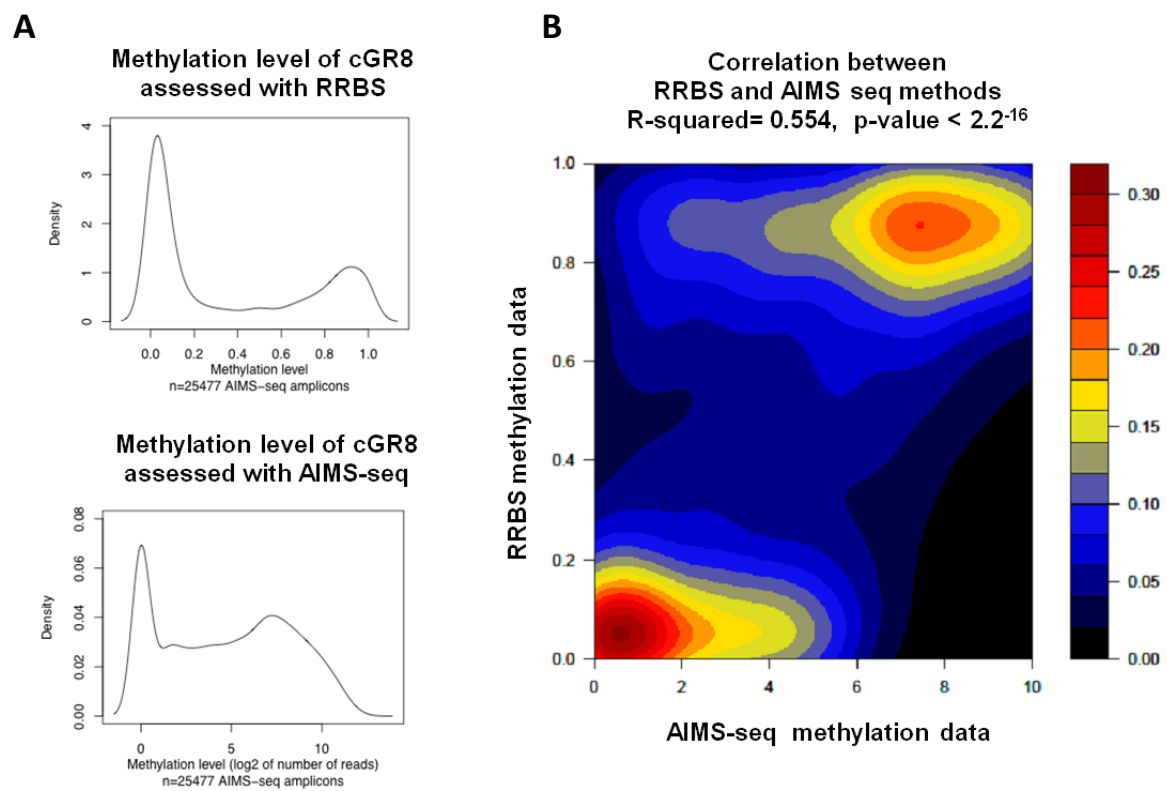 A
Methylation level of cGR8
assessed with RRBS
4
3
2
1
0
Density
0.0 0.2 0.4 0.6 0.8 1.0
Methylation level
n=25477 AIMS−seq amplicons
Methylation level of cGR8
assessed with AIMS-seq
0.08
0.06
0.04
0.02
0.00
Density
0 5 10
Methylation level (log2 of number of reads)
n=25477 AIMS−seq amplicons
B
Correlation between
RRBS and AIMS seq methods
R-squared= 0.554, p-value < 2.2-16
1.0
0.8
0.6
0.4
0.2
0.0
RRBS methylation data
0 2 4 6 8 10
AIMS-seq methylation data
0.30
0.25
0.20
0.15
0.10
0.05
0.00